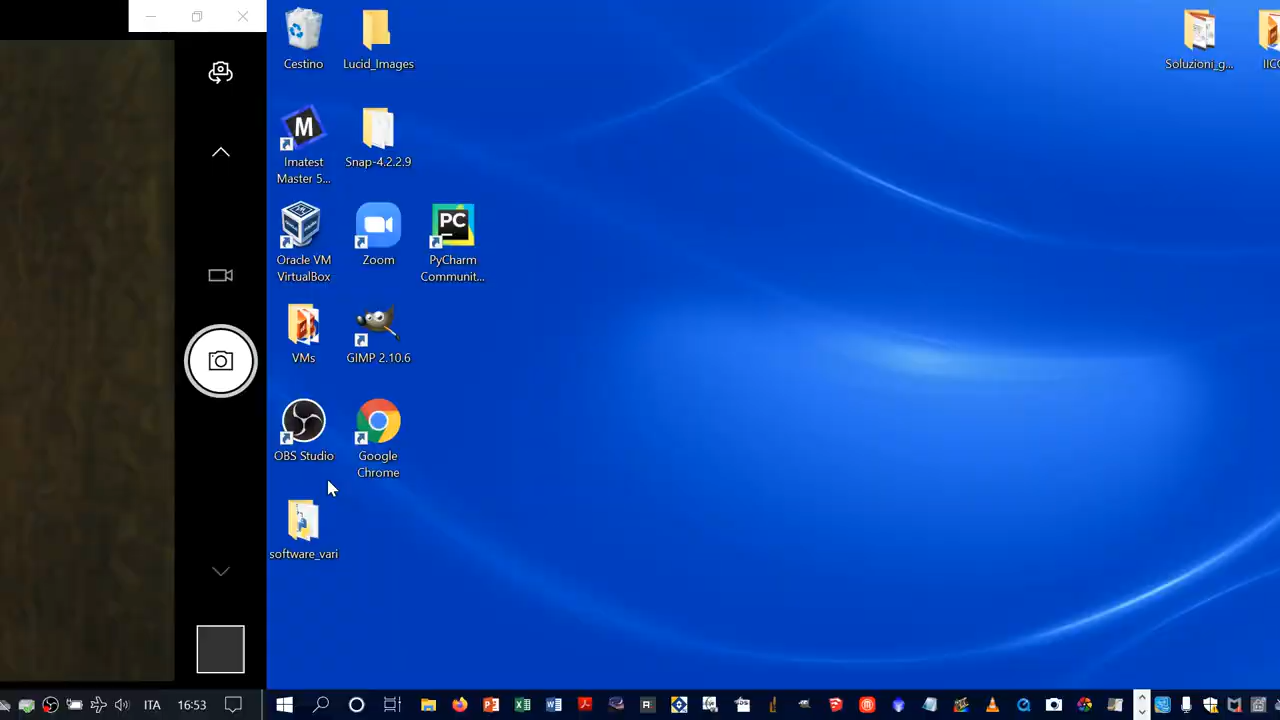 Cestino
Lucid_Images
Soluzioni_g...
IICC
M
Imatest
Master 5...
Snap-4.2.2.9
PC
Oracle VM
VirtualBox
Zoom
PyCharm
Communit...
VMs
GIMP 2.10.6
OBS Studio
Google
Chrome
software_vari
ITA
16:53